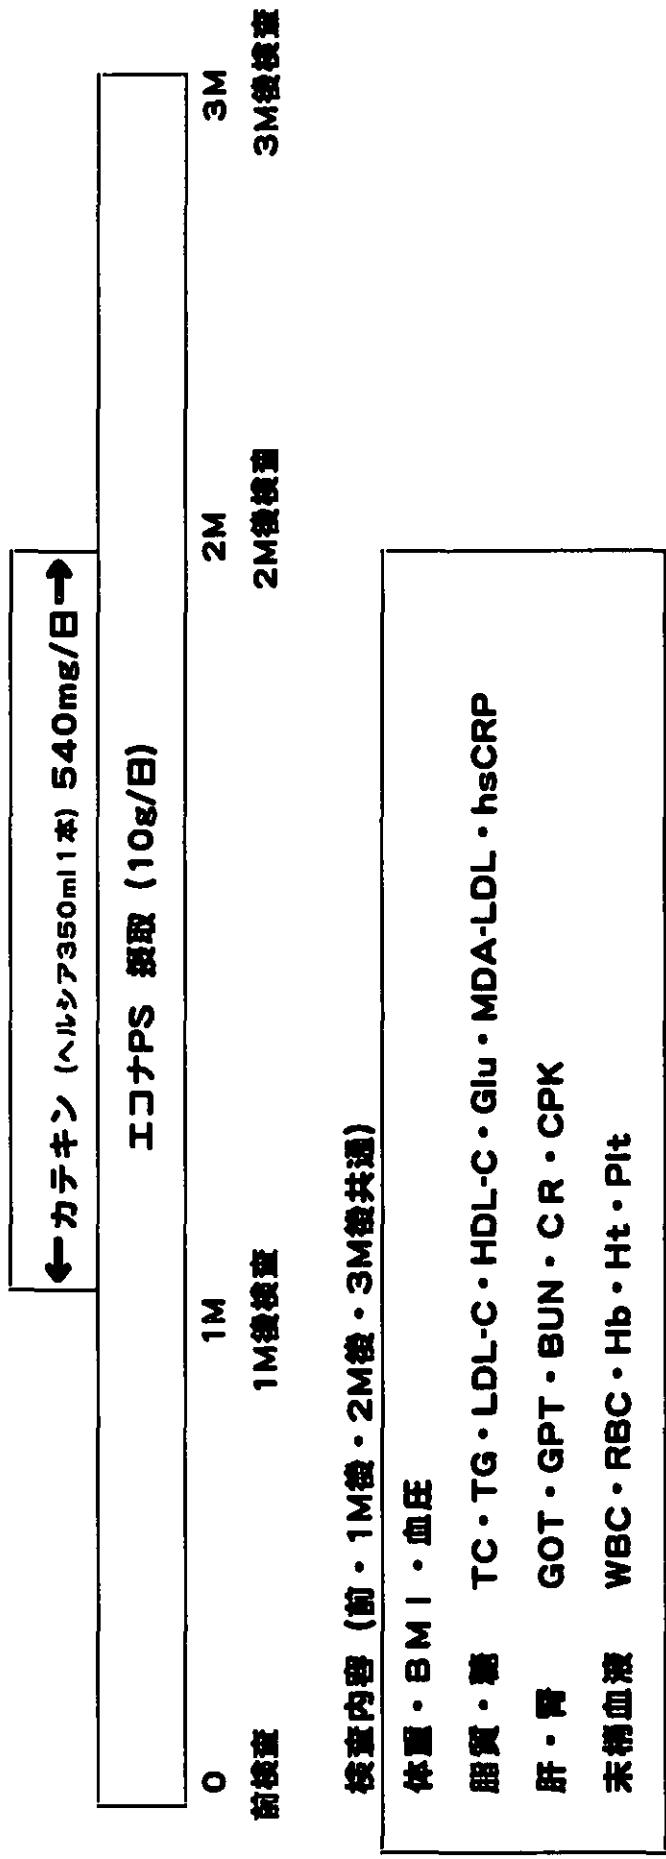 ←カテキン (ヘルシア350ml1本) 540mg/日→
エコナPS 摂取 (10g/日)
0 1M 2M 3M
前検査 1M後検査 2M後検査 3M後検査
検査内容 (前・1M後・2M後・3M後共通)
体重・BMI・血圧
脂質・糖 TC・TG・LDL-C・HDL-C・Glu・MDA-LDL・hsCRP
肝・腎 GOT・GPT・BUN・CR・CPK
末梢血液 WBC・RBC・Hb・Ht・Plt